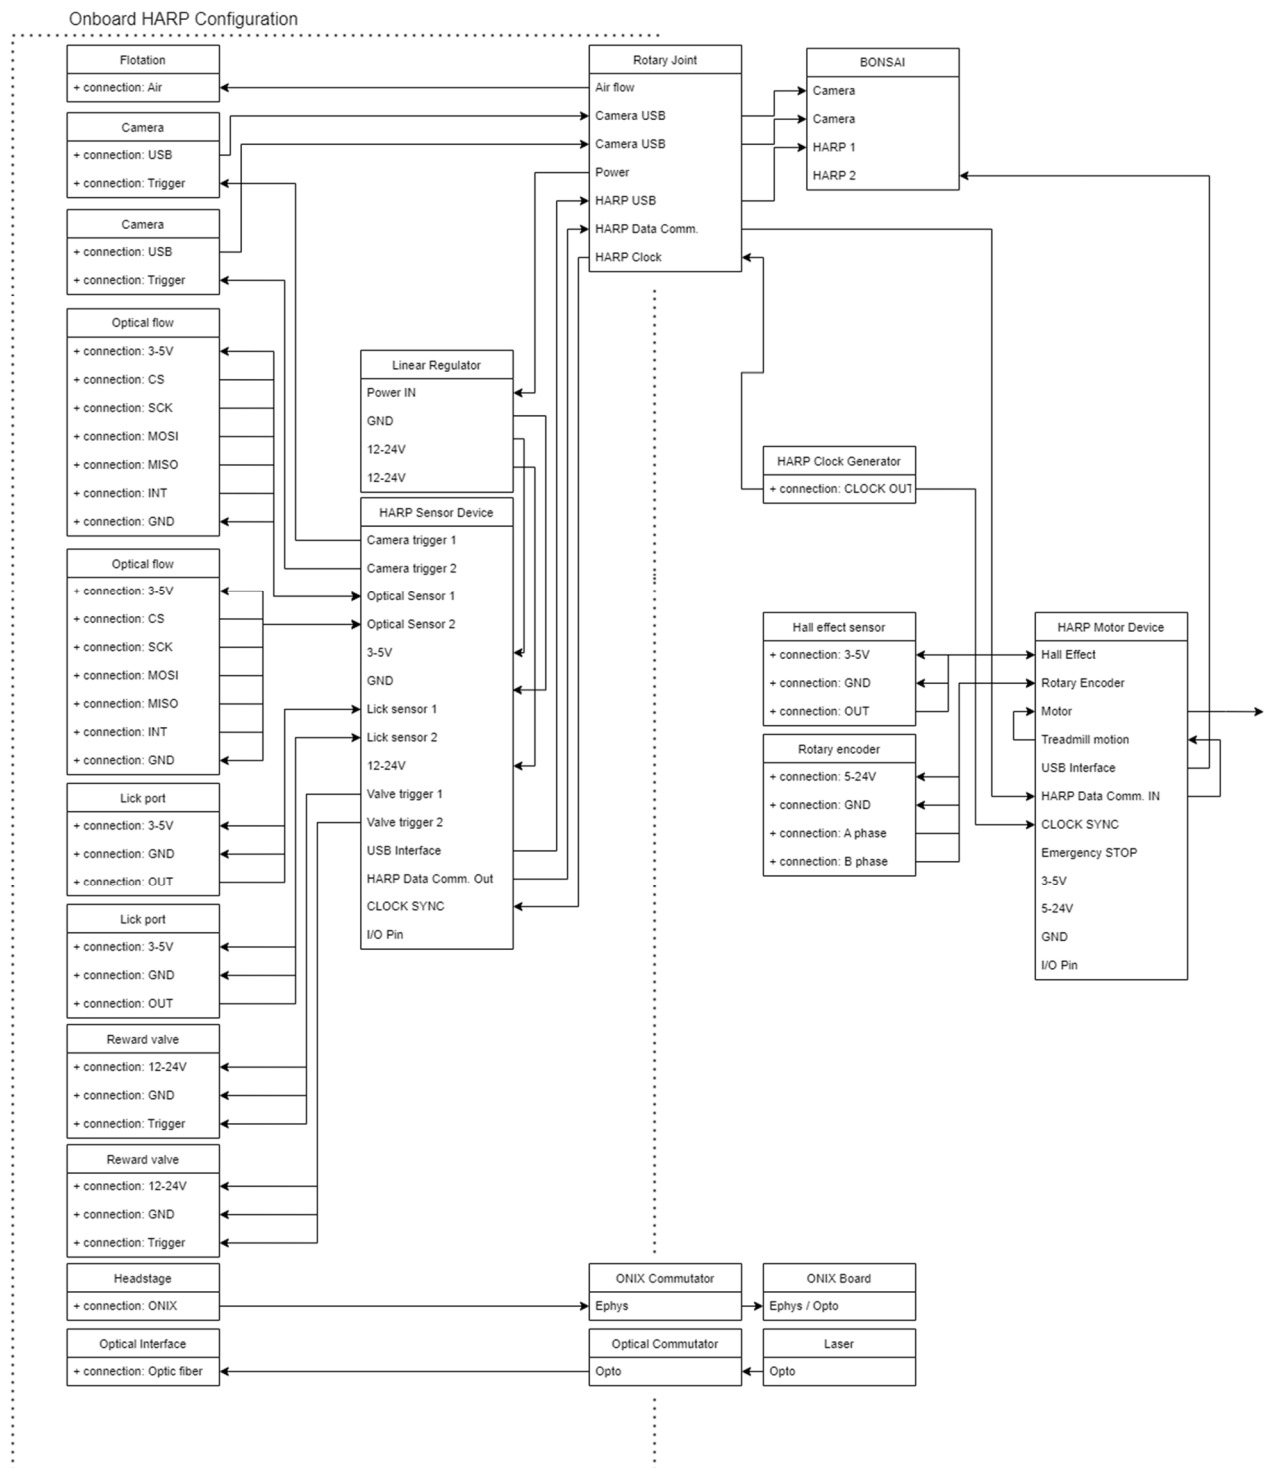 Onboard HARP Configuration
Flotation
+ connection: Air
Camera
+ connection: USB
+ connection: Trigger
Camera
+ connection: USB
+ connection: Trigger
Optical flow
+ connection: 3-5V
+ connection: CS
+ connection: SCK
+ connection: MOSI
+ connection: MISO
+ connection: INT
+ connection: GND
Optical flow
+ connection: 3-5V
+ connection: CS
+ connection: SCK
+ connection: MOSI
+ connection: MISO
+ connection: INT
+ connection: GND
Lick port
+ connection: 3-5V
+ connection: GND
+ connection: OUT
Lick port
+ connection: 3-5V
+ connection: GND
+ connection: OUT
Reward valve
+ connection: 12-24V
+ connection: GND
+ connection: Trigger
Reward valve
+ connection: 12-24V
+ connection: GND
+ connection: Trigger
Headstage
+ connection: ONIX
Optical Interface
+ connection: Optic fiber
Linear Regulator
Power IN
GND
12-24V
12-24V
HARP Sensor Device
Camera trigger 1
Camera trigger 2
Optical Sensor 1
Optical Sensor 2
3-5V
GND
Lick sensor 1
Lick sensor 2
12-24V
Valve trigger 1
Valve trigger 2
USB Interface
HARP Data Comm. Out
CLOCK SYNC
I/O Pin
Rotary Joint
Air flow
Camera USB
Camera USB
Power
HARP USB
HARP Data Comm.
HARP Clock
BONSAI
Camera
Camera
HARP 1
HARP 2
HARP Clock Generator
+ connection: CLOCK OUT
Hall effect sensor
+ connection: 3-5V
+ connection: GND
+ connection: OUT
Rotary encoder
+ connection: 5-24V
+ connection: GND
+ connection: A phase
+ connection: B phase
HARP Motor Device
Hall Effect
Rotary Encoder
Motor
Treadmill motion
USB Interface
HARP Data Comm. IN
CLOCK SYNC
Emergency STOP
3-5V
5-24V
GND
I/O Pin
ONIX Commutator
Ephys
ONIX Board
Ephys / Opto
Optical Commutator
Opto
Laser
Opto